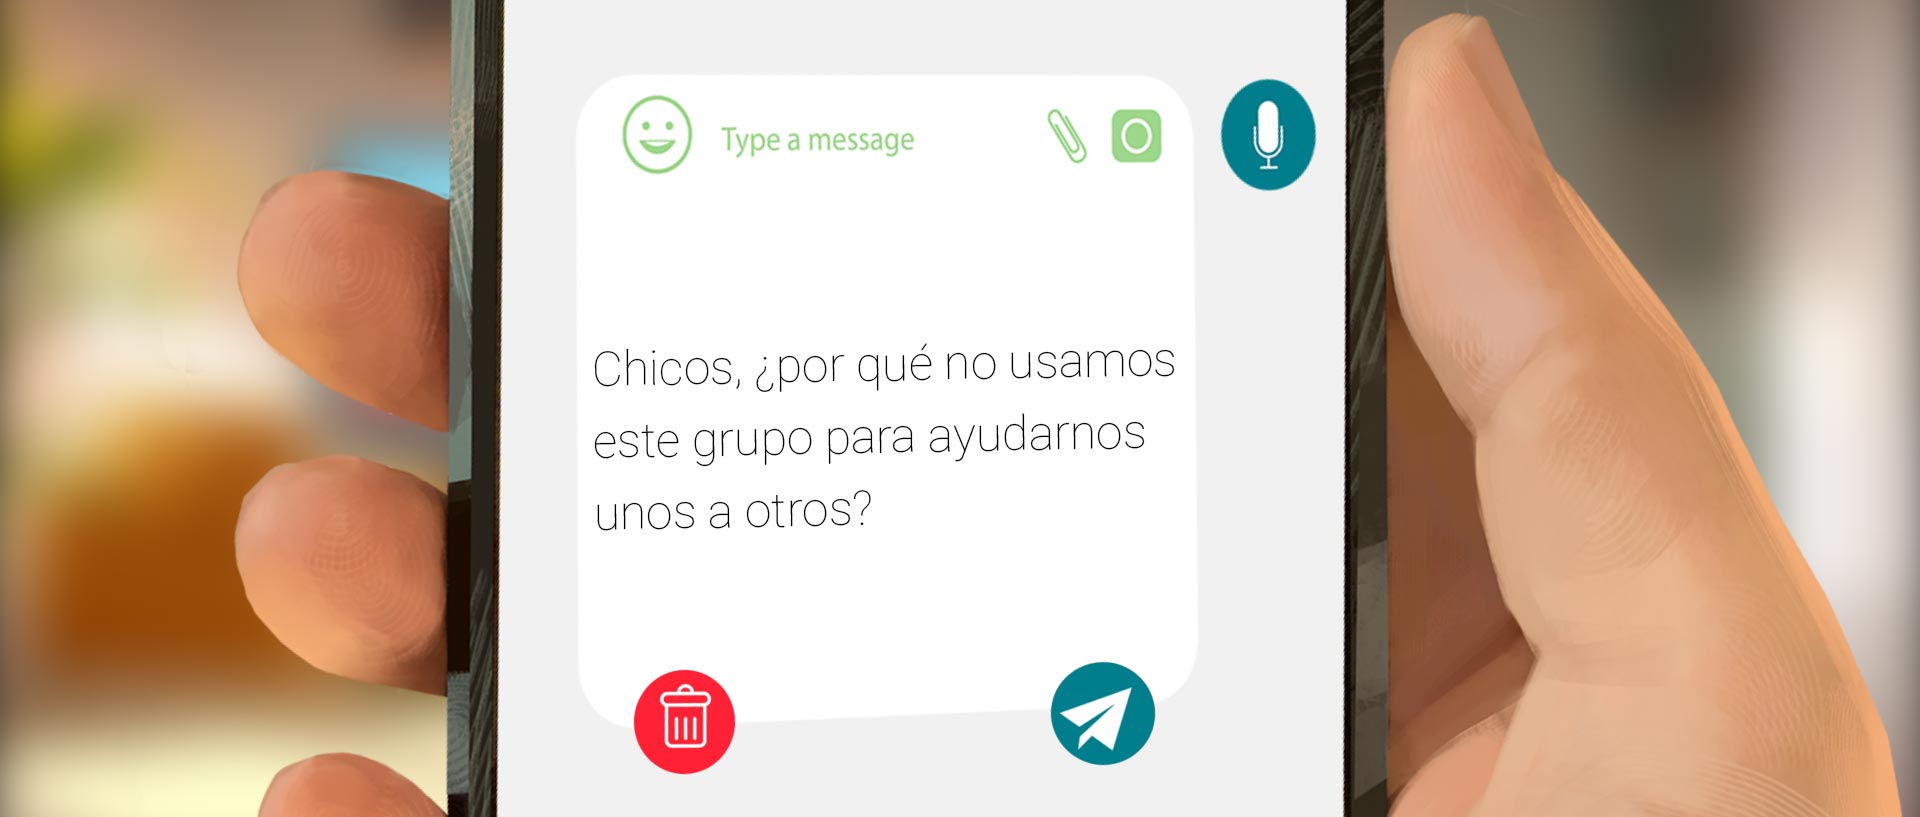 Type a message
Chicos, ¿por qué no usamos
este grupo para ayudarnos
unos a otros?